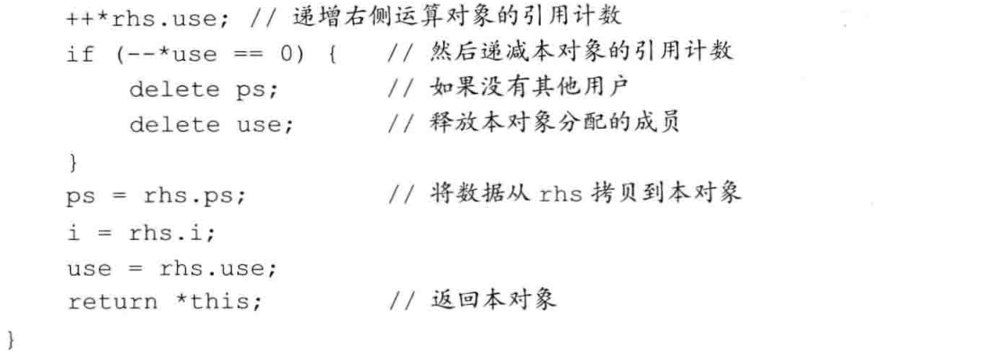 ++*rhs.use; // 递增右侧运算对象的引用计数
if (--*use == 0) { // 然后递减本对象的引用计数
delete ps; // 如果没有其他用户
delete use; // 释放本对象分配的成员
}
ps = rhs.ps; // 将数据从 rhs 拷贝到本对象
i = rhs.i;
use = rhs.use;
return *this; // 返回本对象
}